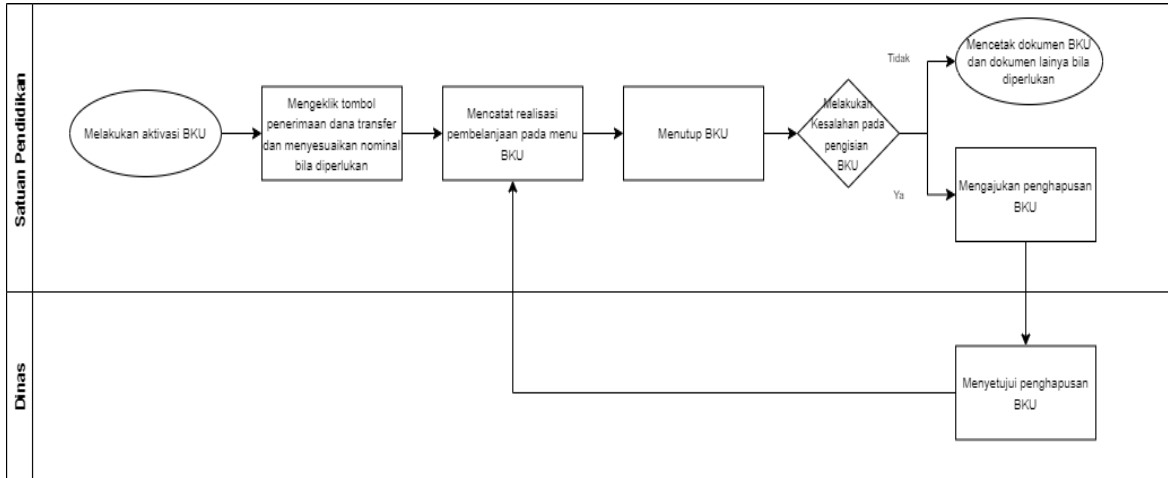 Satuan Pendidikan
Melakukan aktivasi BKU
Mengeklik tombol
penerimaan dana transfer
dan menyesuaikan nominal
bila diperlukan
Mencatat realisasi
pembelanjaan pada menu
BKU
Menutup BKU
Melakukan
Kesalahan pada
pengisian
BKU
Tidak
Mencetak dokumen BKU
dan dokumen lainya bila
diperlukan
Ya
Mengajukan penghapusan
BKU
Dinas
Menyetujui penghapusan
BKU